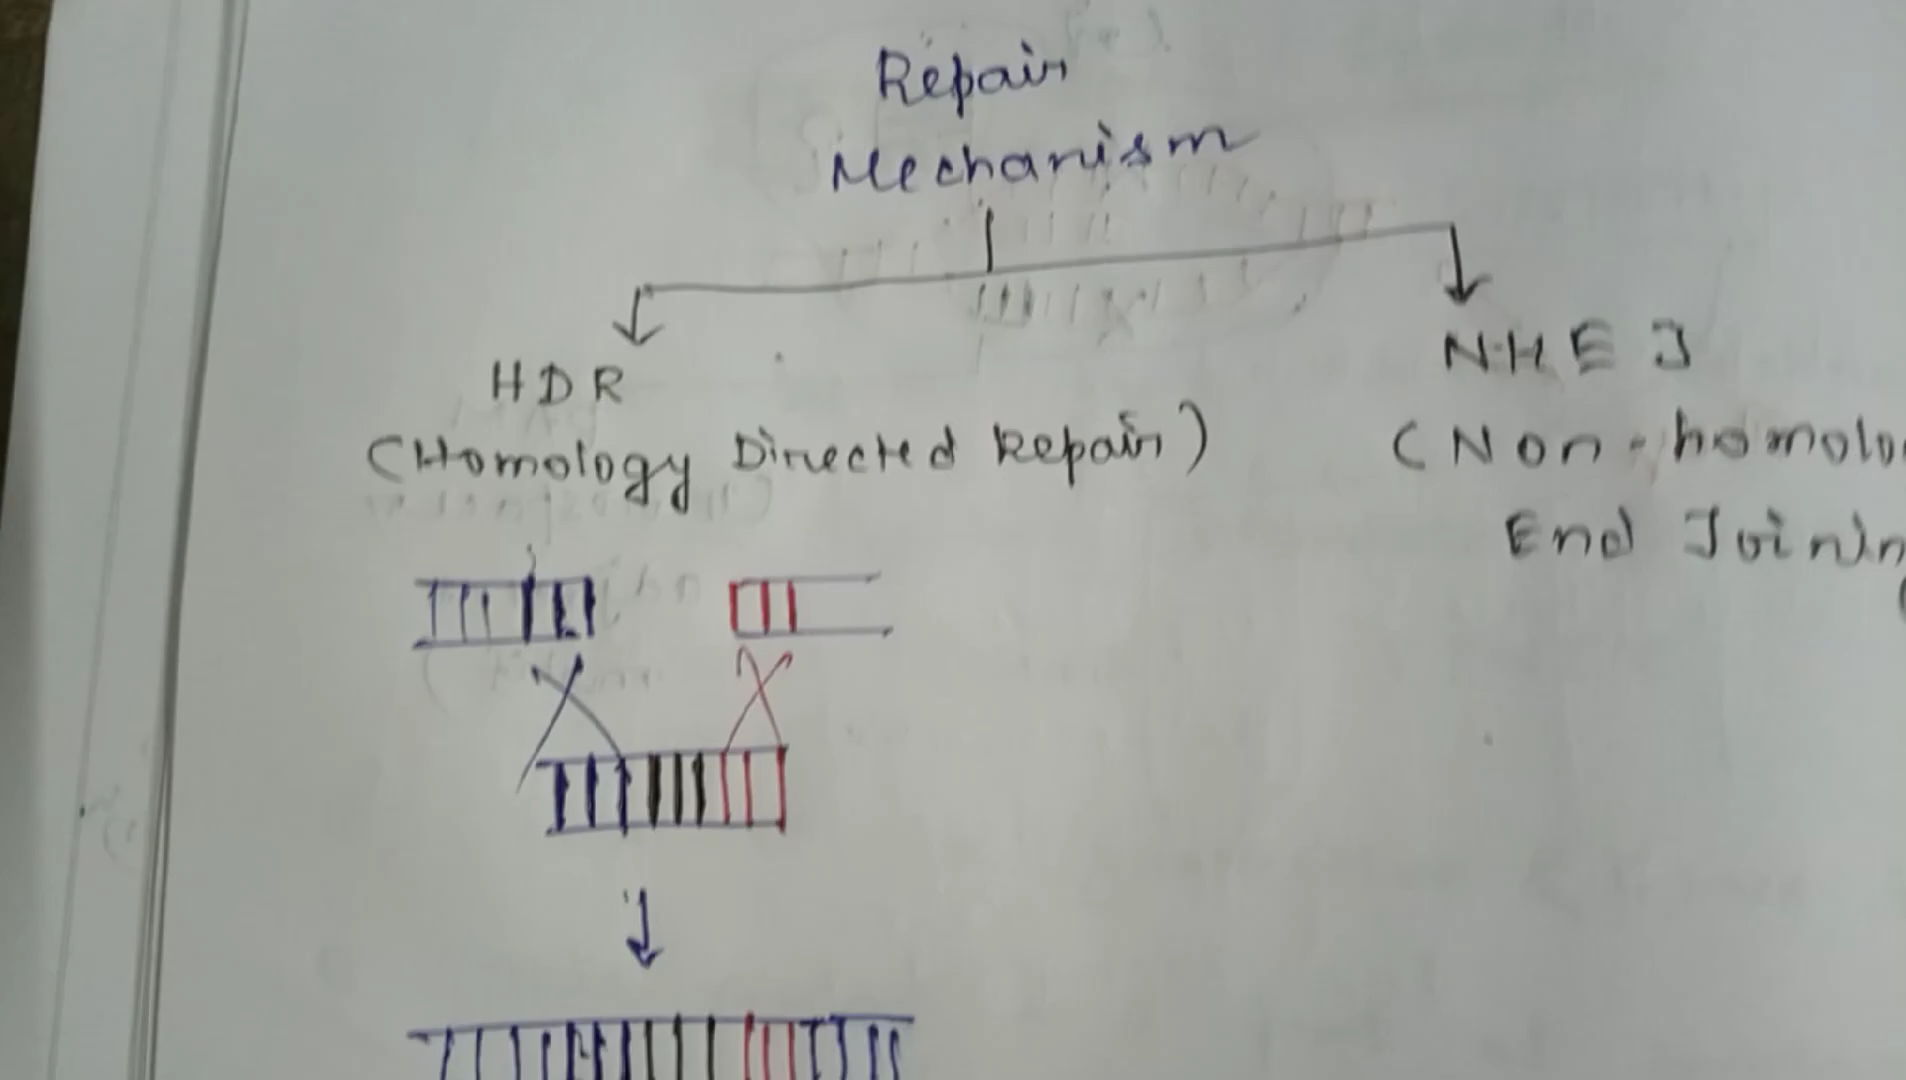 Repair
Mechanism
HDR
NHEJ
(Homology Directed Repair)
(Non-homolo
End Joinin